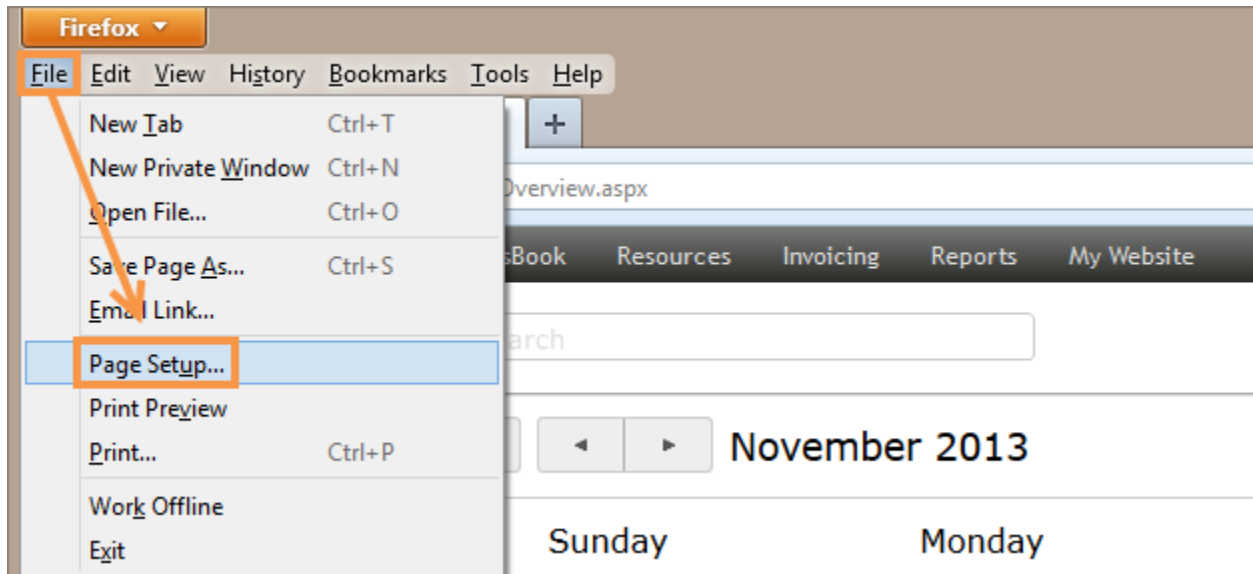 Firefox
File Edit View History Bookmarks Tools Help
New Tab Ctrl+T
New Private Window Ctrl+N
Open File... Ctrl+O
Save Page As... Ctrl+S
Email Link...
Page Setup...
Print Preview
Print... Ctrl+P
Work Offline
Exit
+
Overview.aspx
sBook Resources Invoicing Reports My Website
arch
November 2013
Sunday Monday